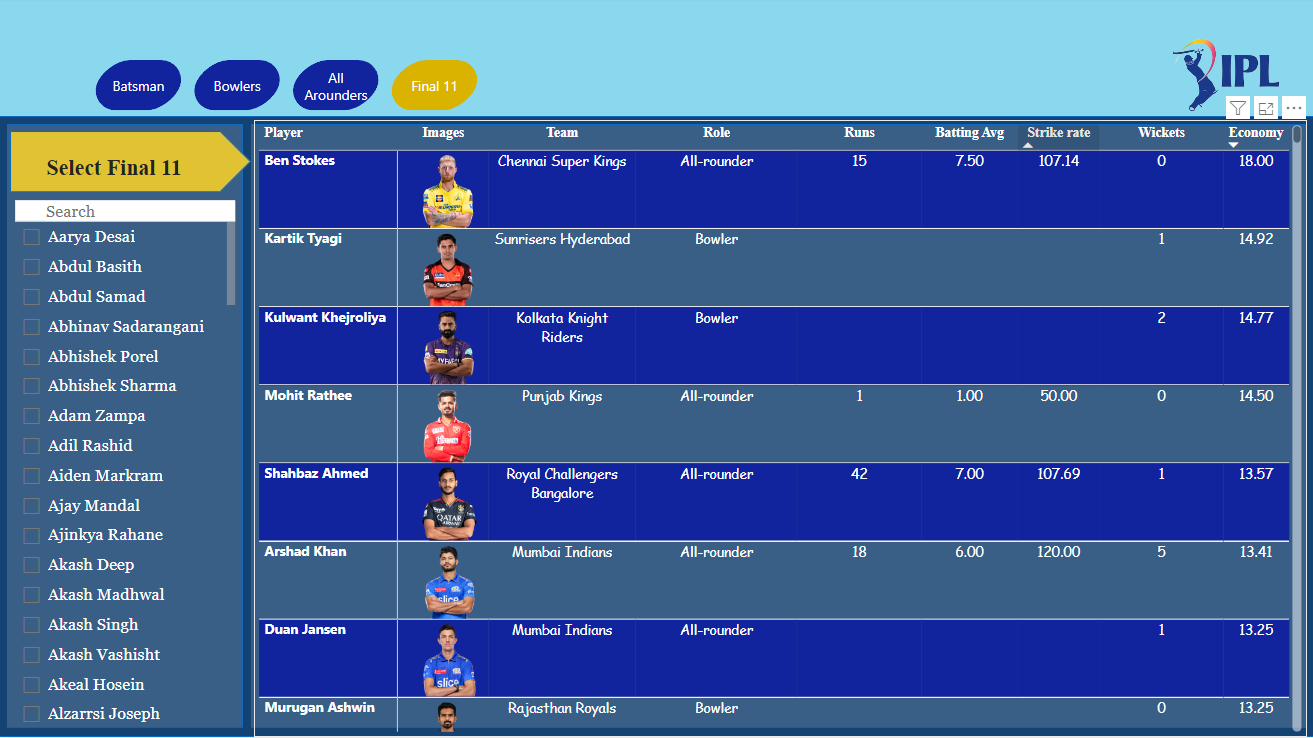 Batsman
Bowlers
All
Arounders
Final 11
IPL
Select Final 11
Search
Aarya Desai
Abdul Basith
Abdul Samad
Abhinav Sadarangani
Abhishek Porel
Abhishek Sharma
Adam Zampa
Adil Rashid
Aiden Markram
Ajay Mandal
Ajinkya Rahane
Akash Deep
Akash Madhwal
Akash Singh
Akash Vashisht
Akeal Hosein
Alzarrsi Joseph
Player Images Team Role Runs Batting Avg Strike rate Wickets Economy
Ben Stokes Chennai Super Kings All-rounder 15 7.50 107.14 0 18.00
Kartik Tyagi Sunrisers Hyderabad Bowler 1 14.92
Kulwant Khejroliya Kolkata Knight Bowler 2 14.77
Riders
Mohit Rathee Punjab Kings All-rounder 1 1.00 50.00 0 14.50
Shahbaz Ahmed Royal Challengers All-rounder 42 7.00 107.69 1 13.57
Bangalore
QATAR
Arshad Khan Mumbai Indians All-rounder 18 6.00 120.00 5 13.41
slice
Duan Jansen Mumbai Indians All-rounder 1 13.25
slice
Murugan Ashwin Rajasthan Royals Bowler 0 13.25